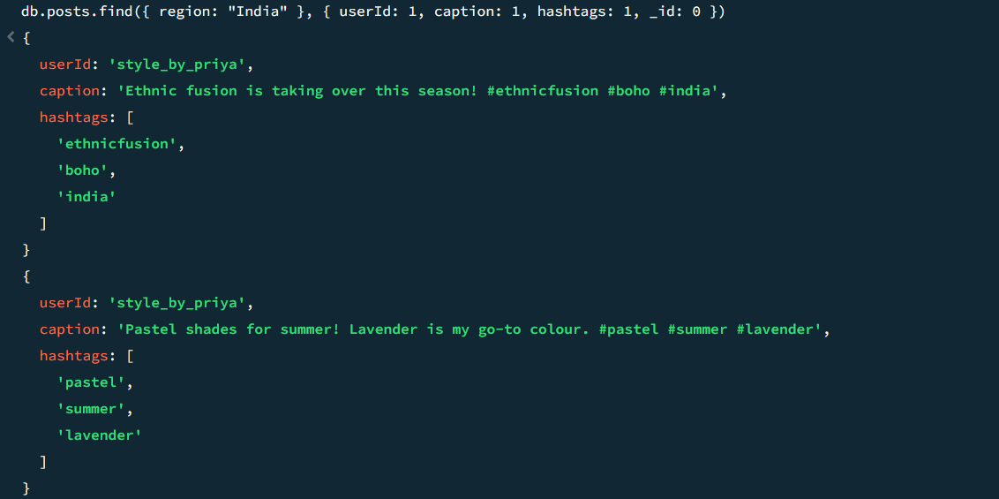 db.posts.find({ region: "India" }, { userId: 1, caption: 1, hashtags: 1, _id: 0 })
{
  userId: 'style_by_priya',
  caption: 'Ethnic fusion is taking over this season! #ethnicfusion #boho #india',
  hashtags: [
    'ethnicfusion',
    'boho',
    'india'
  ]
}
{
  userId: 'style_by_priya',
  caption: 'Pastel shades for summer! Lavender is my go-to colour. #pastel #summer #lavender',
  hashtags: [
    'pastel',
    'summer',
    'lavender'
  ]
}